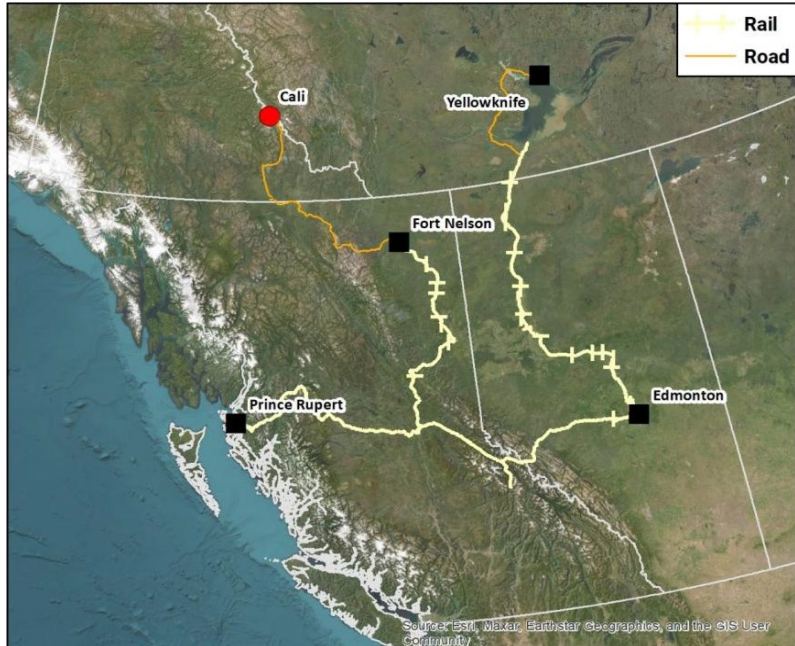 Rail
Road
Cali
Yellowknife
Fort Nelson
Prince Rupert
Edmonton
Source: Esri, Maxar, Earthstar Geographics, and the GIS User
Community